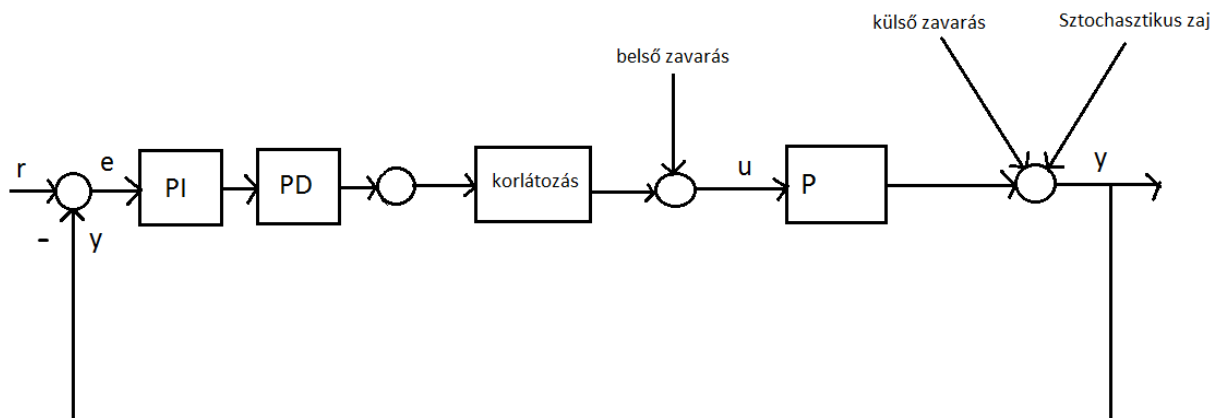 külső zavarás
Sztochasztikus zaj
belső zavarás
r
e
PI
PD
korlátozás
u
P
y
-
y